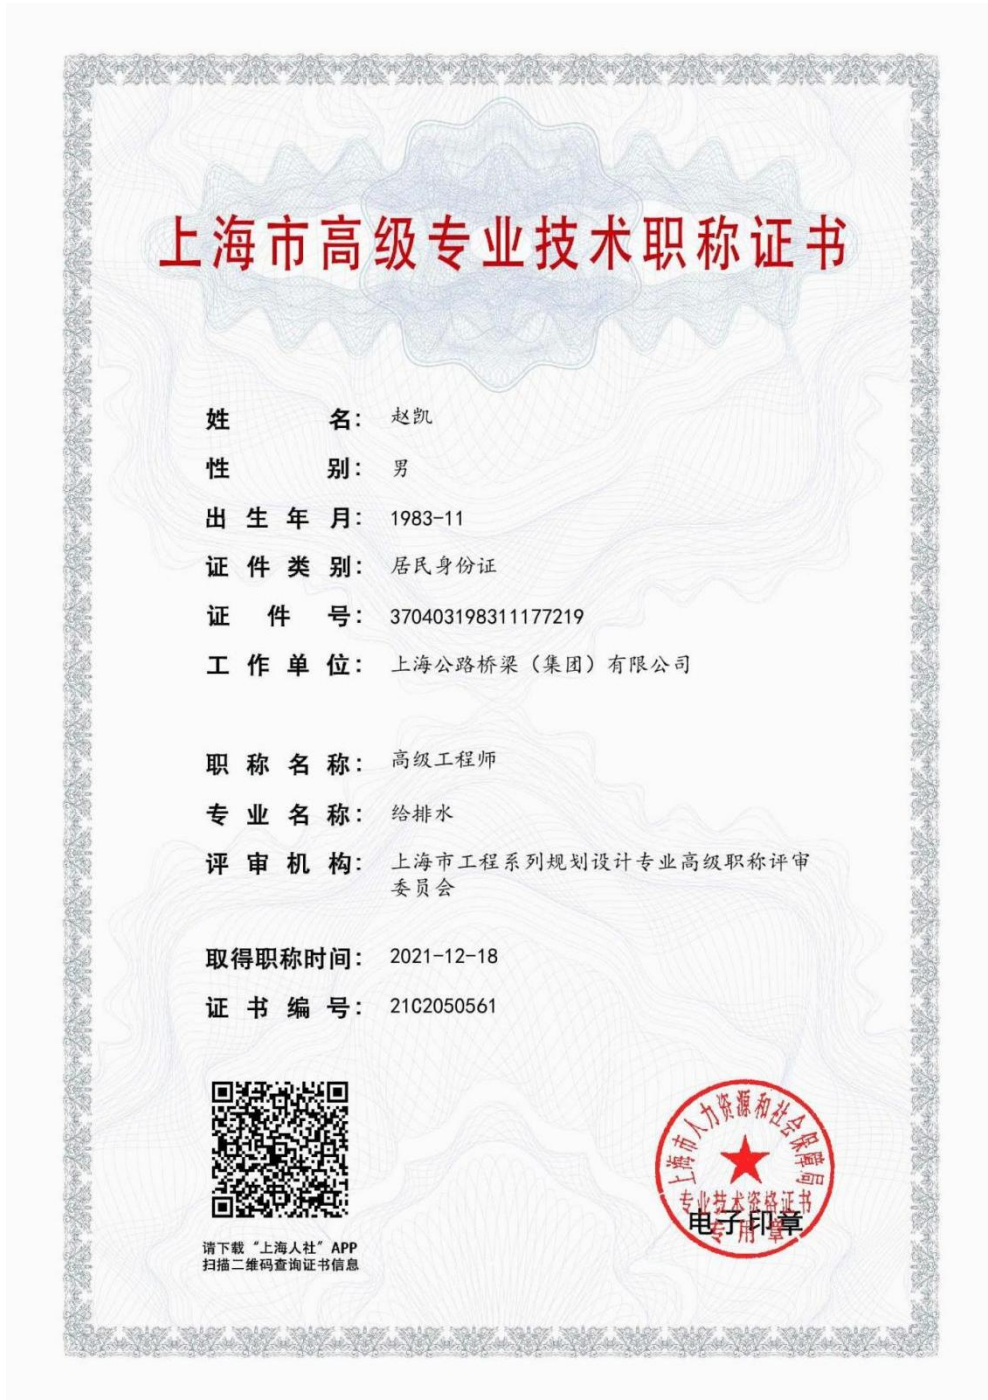 上海市高级专业技术职称证书
姓名：赵凯
性别：男
出生年月：1983-11
证件类别：居民身份证
证件号：370403198311177219
工作单位：上海公路桥梁（集团）有限公司
职称名称：高级工程师
专业名称：给排水
评审机构：上海市工程系列规划设计专业高级职称评审
委员会
取得职称时间：2021-12-18
证书编号：21C2050561
请下载“上海人社”APP
扫描二维码查询证书信息
上海市人力资源和社会保障局
专业技术资格证书
专用章
电子印章